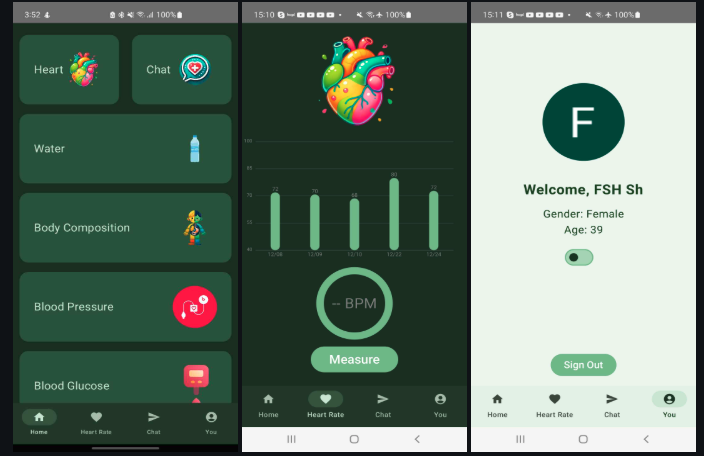 3:52
100%
Heart
Chat
Water
Body Composition
Blood Pressure
Blood Glucose
Home
Heart Rate
Chat
You
15:10
100%
100
85
70
55
40
72
70
68
80
72
12/08
12/09
12/10
12/22
12/24
-- BPM
Measure
Home
Heart Rate
Chat
You
15:11
100%
F
Welcome, FSH Sh
Gender: Female
Age: 39
Sign Out
Home
Heart Rate
Chat
You